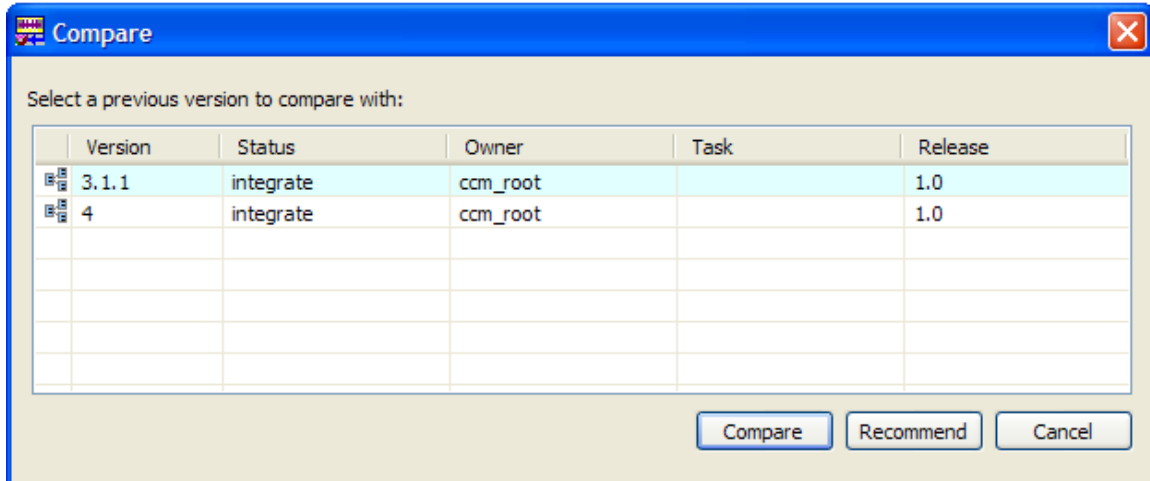 Compare
Select a previous version to compare with:
Version Status Owner Task Release
3.1.1 integrate ccm_root 1.0
4 integrate ccm_root 1.0
Compare Recommend Cancel